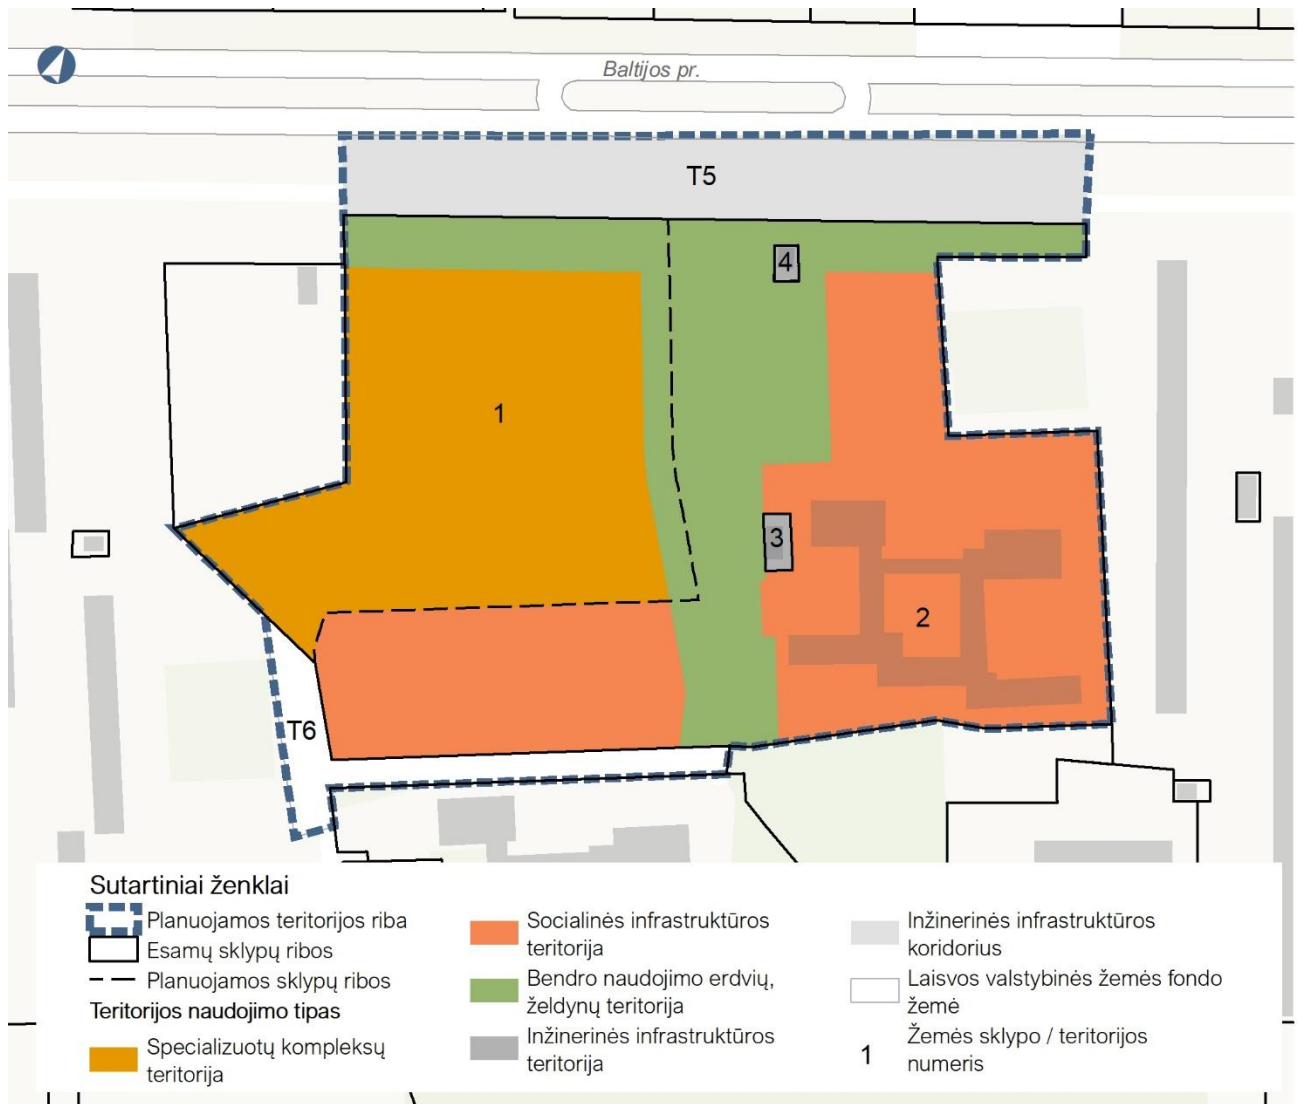 Baltijos pr.
T5
4
1
3
2
T6
Sutartiniai ženklai
Planuojamos teritorijos riba
Esamų sklypų ribos
Planuojamos sklypų ribos
Teritorijos naudojimo tipas
Specializuotų kompleksų
teritorija
Socialinės infrastruktūros
teritorija
Bendro naudojimo erdvių,
želdynų teritorija
Inžinerinės infrastruktūros
teritorija
Inžinerinės infrastruktūros
koridorius
Laisvos valstybinės žemės fondo
žemė
1
Žemės sklypo / teritorijos
numeris